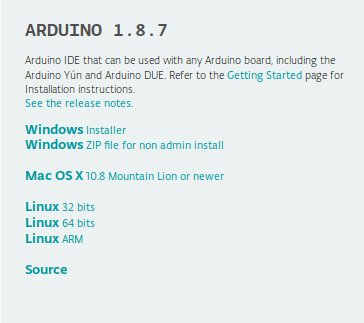 ARDUINO 1.8.7
Arduino IDE that can be used with any Arduino board, including the
Arduino Yún and Arduino DUE. Refer to the Getting Started page for
Installation instructions.
See the release notes.
Windows Installer
Windows ZIP file for non admin install
Mac OS X 10.8 Mountain Lion or newer
Linux 32 bits
Linux 64 bits
Linux ARM
Source